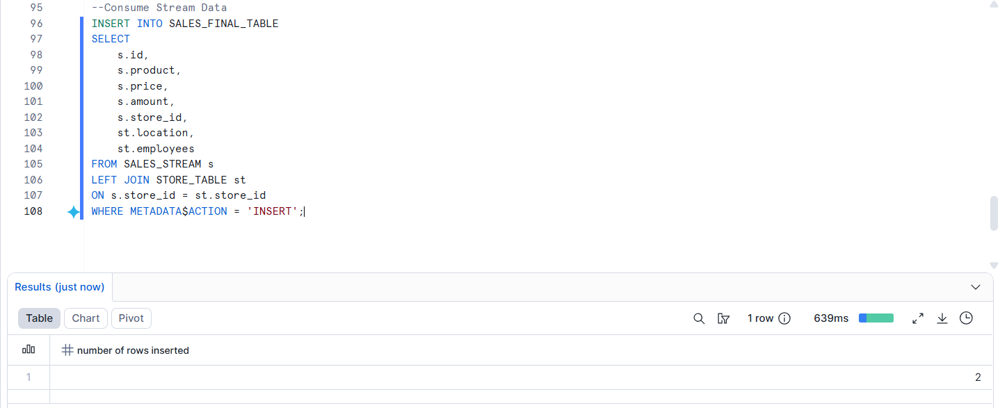 95 --Consume Stream Data
96 INSERT INTO SALES_FINAL_TABLE
97 SELECT
98 s.id,
99 s.product,
100 s.price,
101 s.amount,
102 s.store_id,
103 st.location,
104 st.employees
105 FROM SALES_STREAM s
106 LEFT JOIN STORE_TABLE st
107 ON s.store_id = st.store_id
108 WHERE METADATA$ACTION = 'INSERT';
Results (just now)
Table Chart Pivot 1 row 639ms
number of rows inserted
1 2